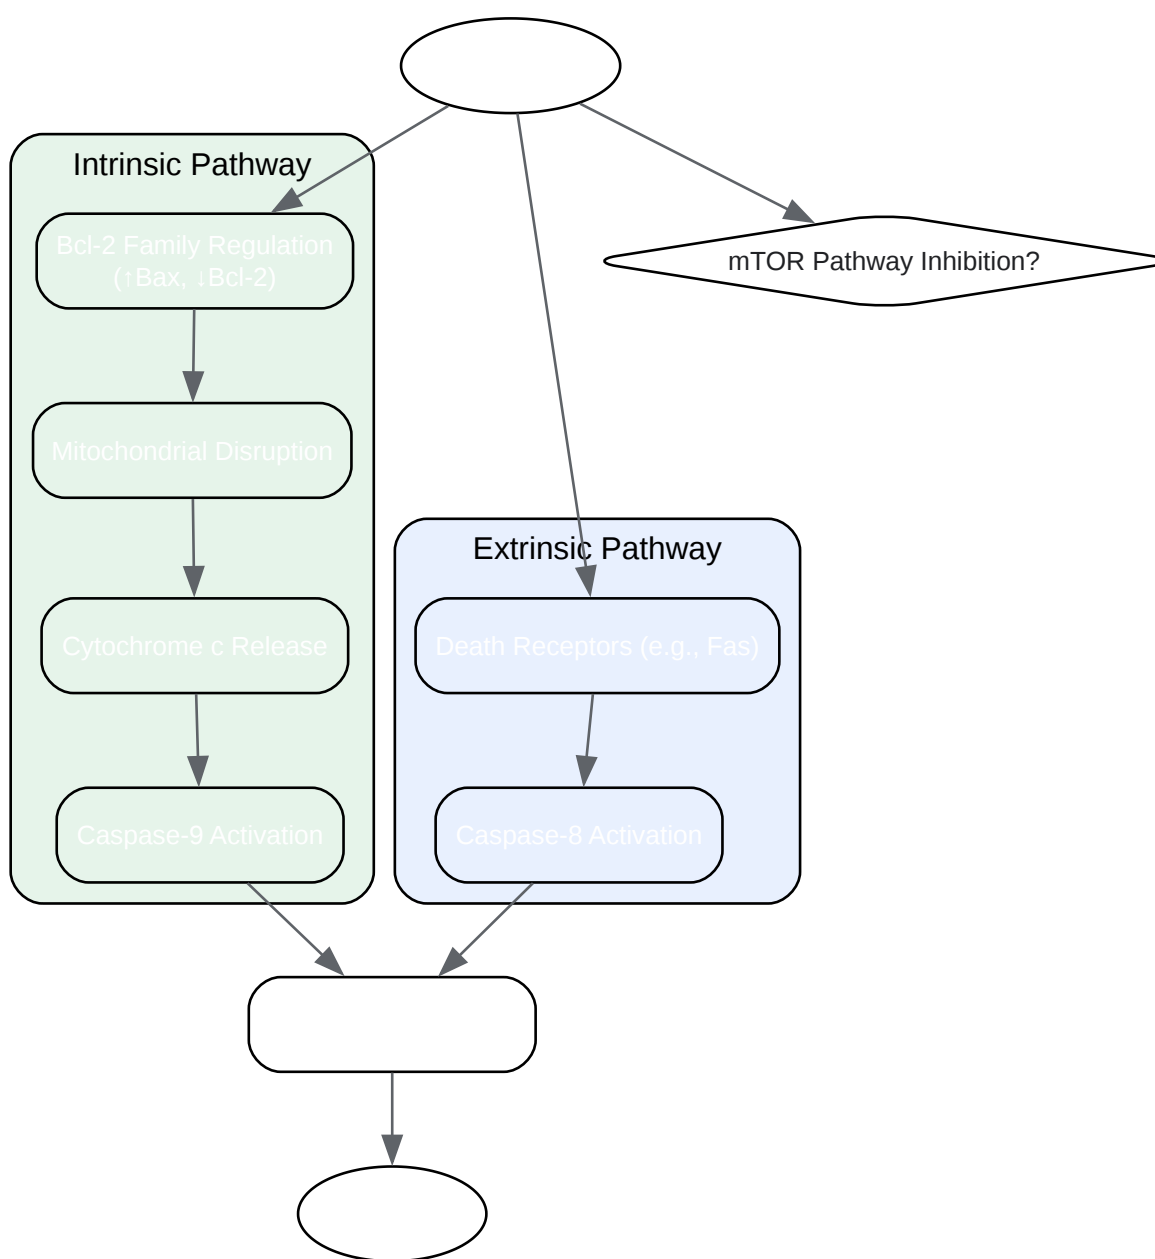 Intrinsic Pathway
Bcl-2 Family Regulation
(↑Bax, ↓Bcl-2)
mTOR Pathway Inhibition?
Mitochondrial Disruption
Extrinsic Pathway
Cytochrome c Release
Death Receptors (e.g., Fas)
Caspase-9 Activation
Caspase-8 Activation